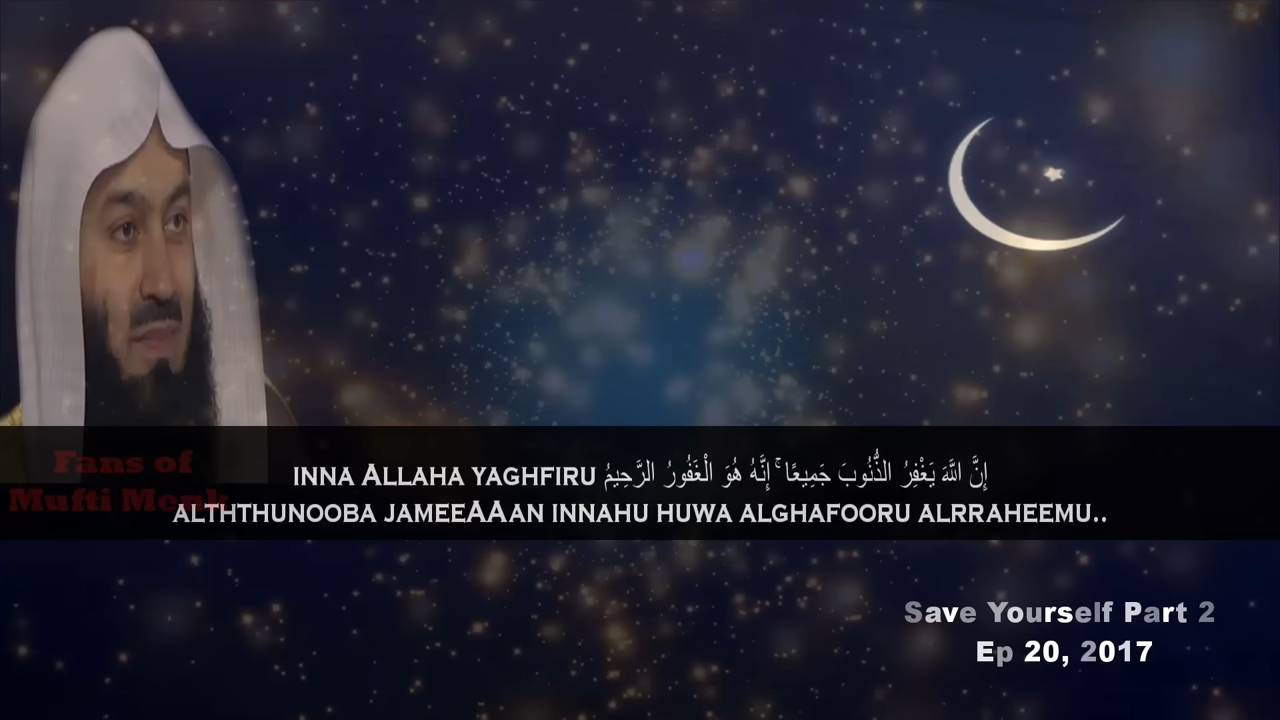 Fans of
Mufti Menk
INNA ALLAHA YAGHFIRU إِنَّ اللَّهَ يَغْفِرُ الذُّنُوبَ جَمِيعًا ۚ إِنَّهُ هُوَ الْغَفُورُ الرَّحِيمُ
ALTHTHUNOOBA JAMEEAAAN INNAHU HUWA ALGHAFOORU ALRRAHEEMU..
Save Yourself Part 2
Ep 20, 2017